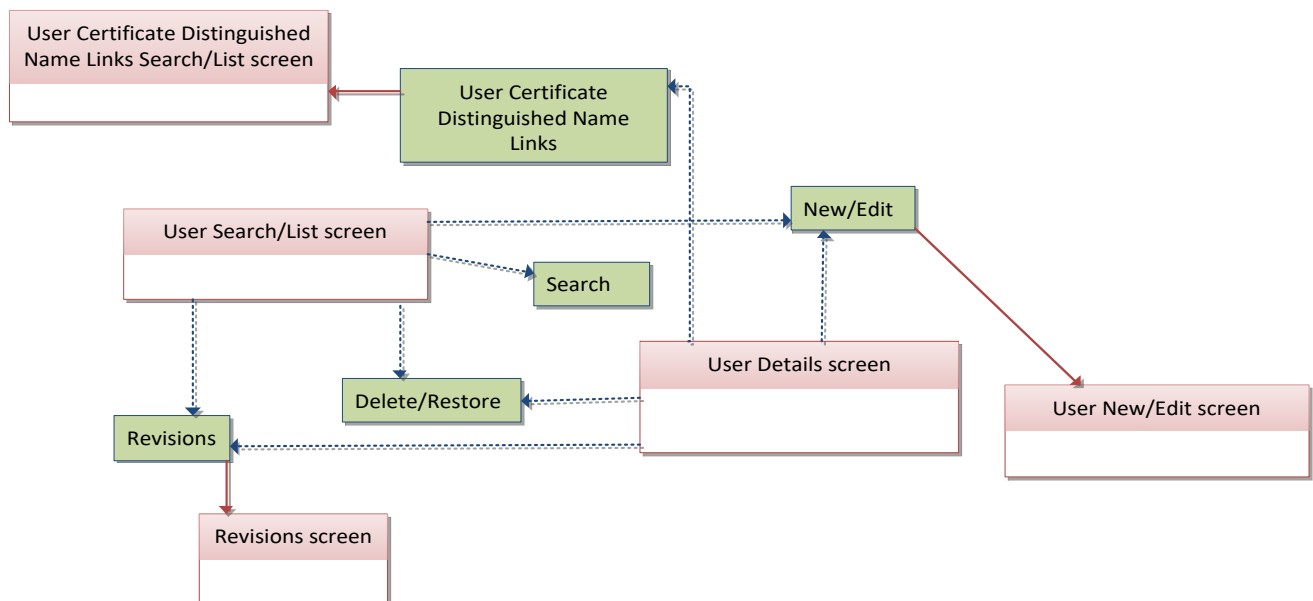 User Certificate Distinguished
Name Links Search/List screen
User Certificate
Distinguished Name
Links
New/Edit
User Search/List screen
Search
User Details screen
Delete/Restore
User New/Edit screen
Revisions
Revisions screen